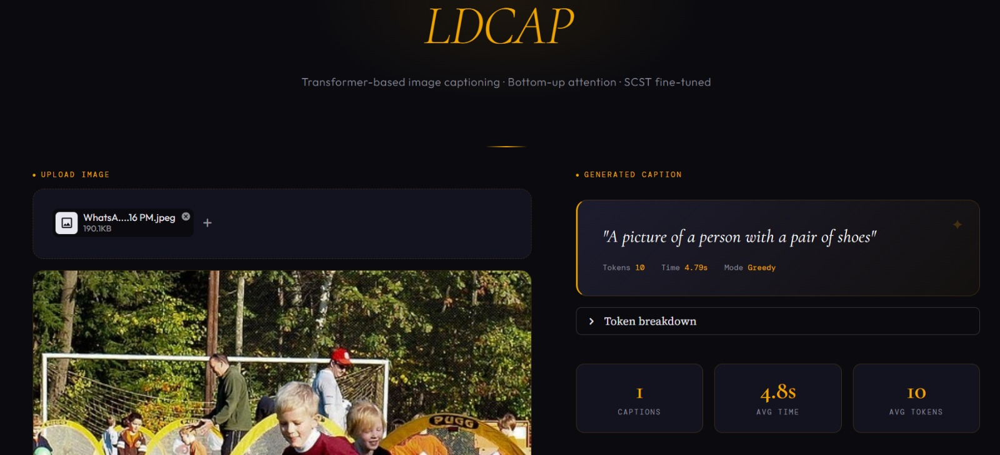 LDCAP
Transformer-based image captioning · Bottom-up attention · SCST fine-tuned
• UPLOAD IMAGE
WhatsA....16 PM.jpeg
190.1KB
PUGG
• GENERATED CAPTION
"A picture of a person with a pair of shoes"
Tokens 10 Time 4.79s Mode Greedy
Token breakdown
1 4.8s 10
CAPTIONS AVG TIME AVG TOKENS